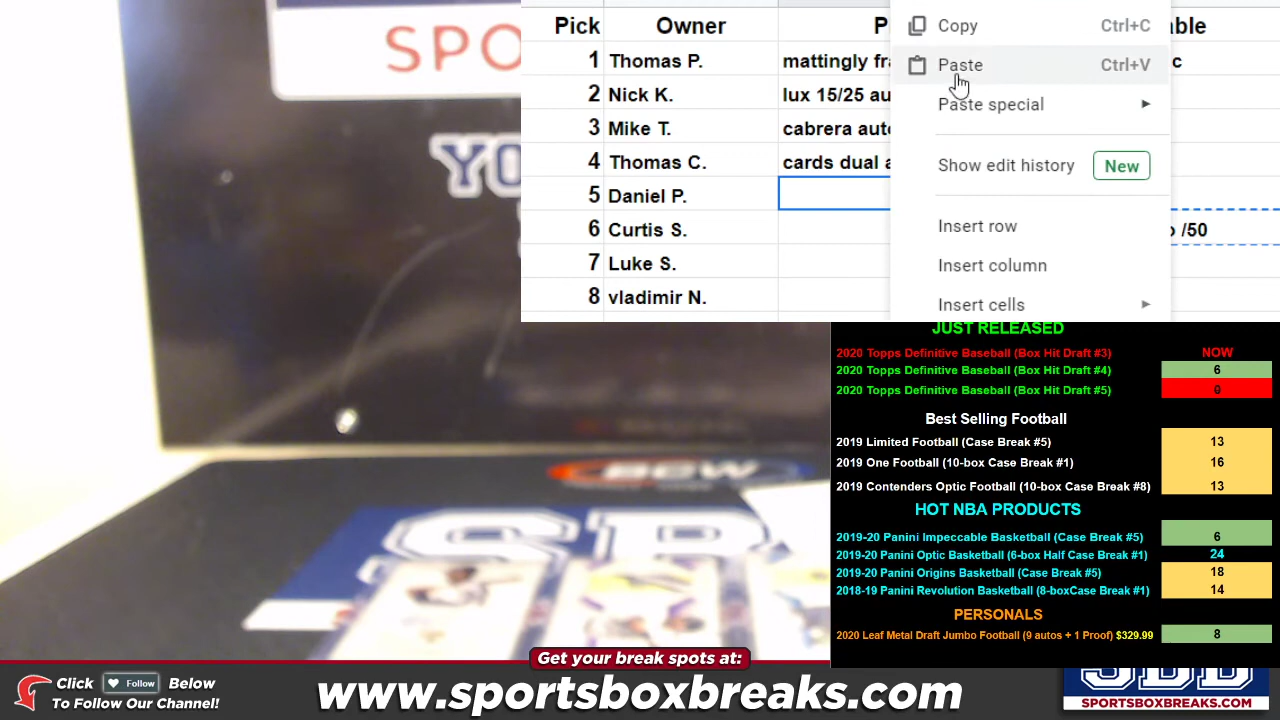 SPO
YO
Pick Owner P able
1 Thomas P. mattingly fra c
2 Nick K. lux 15/25 au
3 Mike T. cabrera auto
4 Thomas C. cards dual a
5 Daniel P.
6 Curtis S. /50
7 Luke S.
8 vladimir N.
Copy Ctrl+C
Paste Ctrl+V
Paste special
Show edit history New
Insert row
Insert column
Insert cells
JUST RELEASED
2020 Topps Definitive Baseball (Box Hit Draft #3) NOW
2020 Topps Definitive Baseball (Box Hit Draft #4) 6
2020 Topps Definitive Baseball (Box Hit Draft #5) 0
Best Selling Football
2019 Limited Football (Case Break #5) 13
2019 One Football (10-box Case Break #1) 16
2019 Contenders Optic Football (10-box Case Break #8) 13
HOT NBA PRODUCTS
2019-20 Panini Impeccable Basketball (Case Break #5) 6
2019-20 Panini Optic Basketball (6-box Half Case Break #1) 24
2019-20 Panini Origins Basketball (Case Break #5) 18
2018-19 Panini Revolution Basketball (8-boxCase Break #1) 14
PERSONALS
2020 Leaf Metal Draft Jumbo Football (9 autos + 1 Proof) $329.99 8
Get your break spots at:
Click Follow Below
To Follow Our Channel!
www.sportsboxbreaks.com
SBB
SPORTSBOXBREAKS.COM